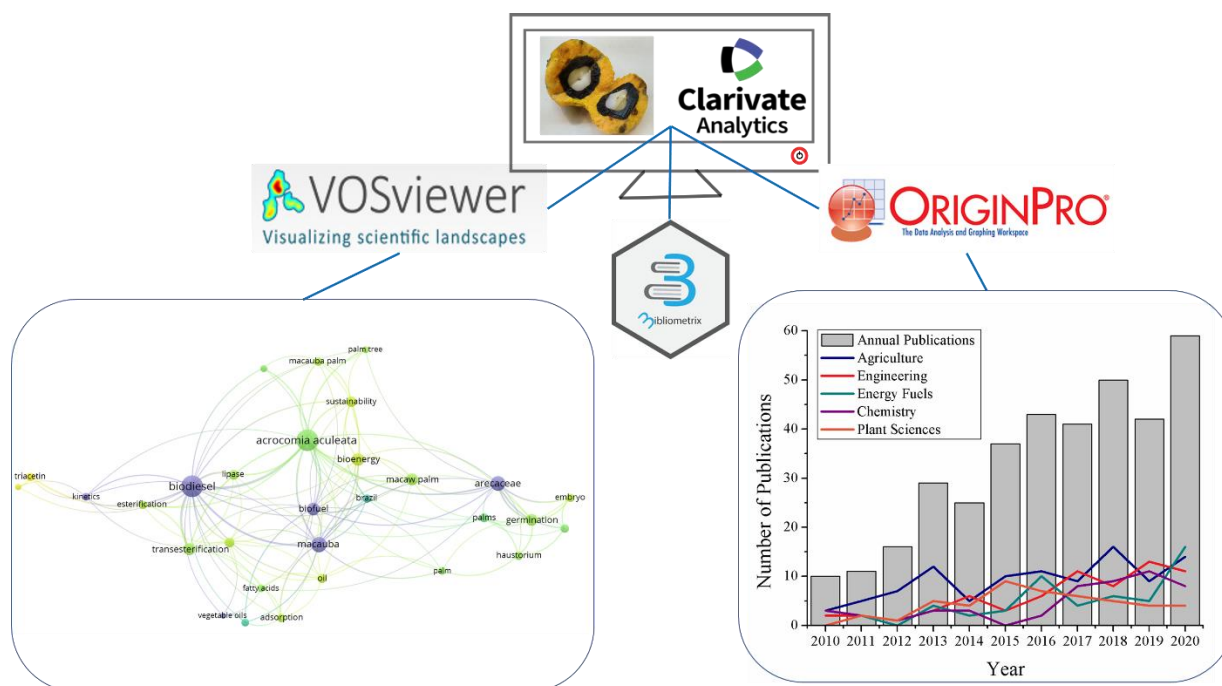 Clarivate
Analytics
VOSviewer
Visualizing scientific landscapes
ORIGINPRO®
The Data Analysis and Graphing Workspace
Bibliometrix
palm tree
macauba palm
sustainability
acrocomia aculeata
bioenergy
triacetin
lipase
macaw palm
arecaceae
kinetics
biodiesel
brazil
embryo
esterification
biofuel
palms
germination
transesterification
macauba
haustorium
oil
palm
fatty acids
vegetable oils
adsorption
Number of Publications
60
50
40
30
20
10
0
Annual Publications
Agriculture
Engineering
Energy Fuels
Chemistry
Plant Sciences
2010 2011 2012 2013 2014 2015 2016 2017 2018 2019 2020
Year